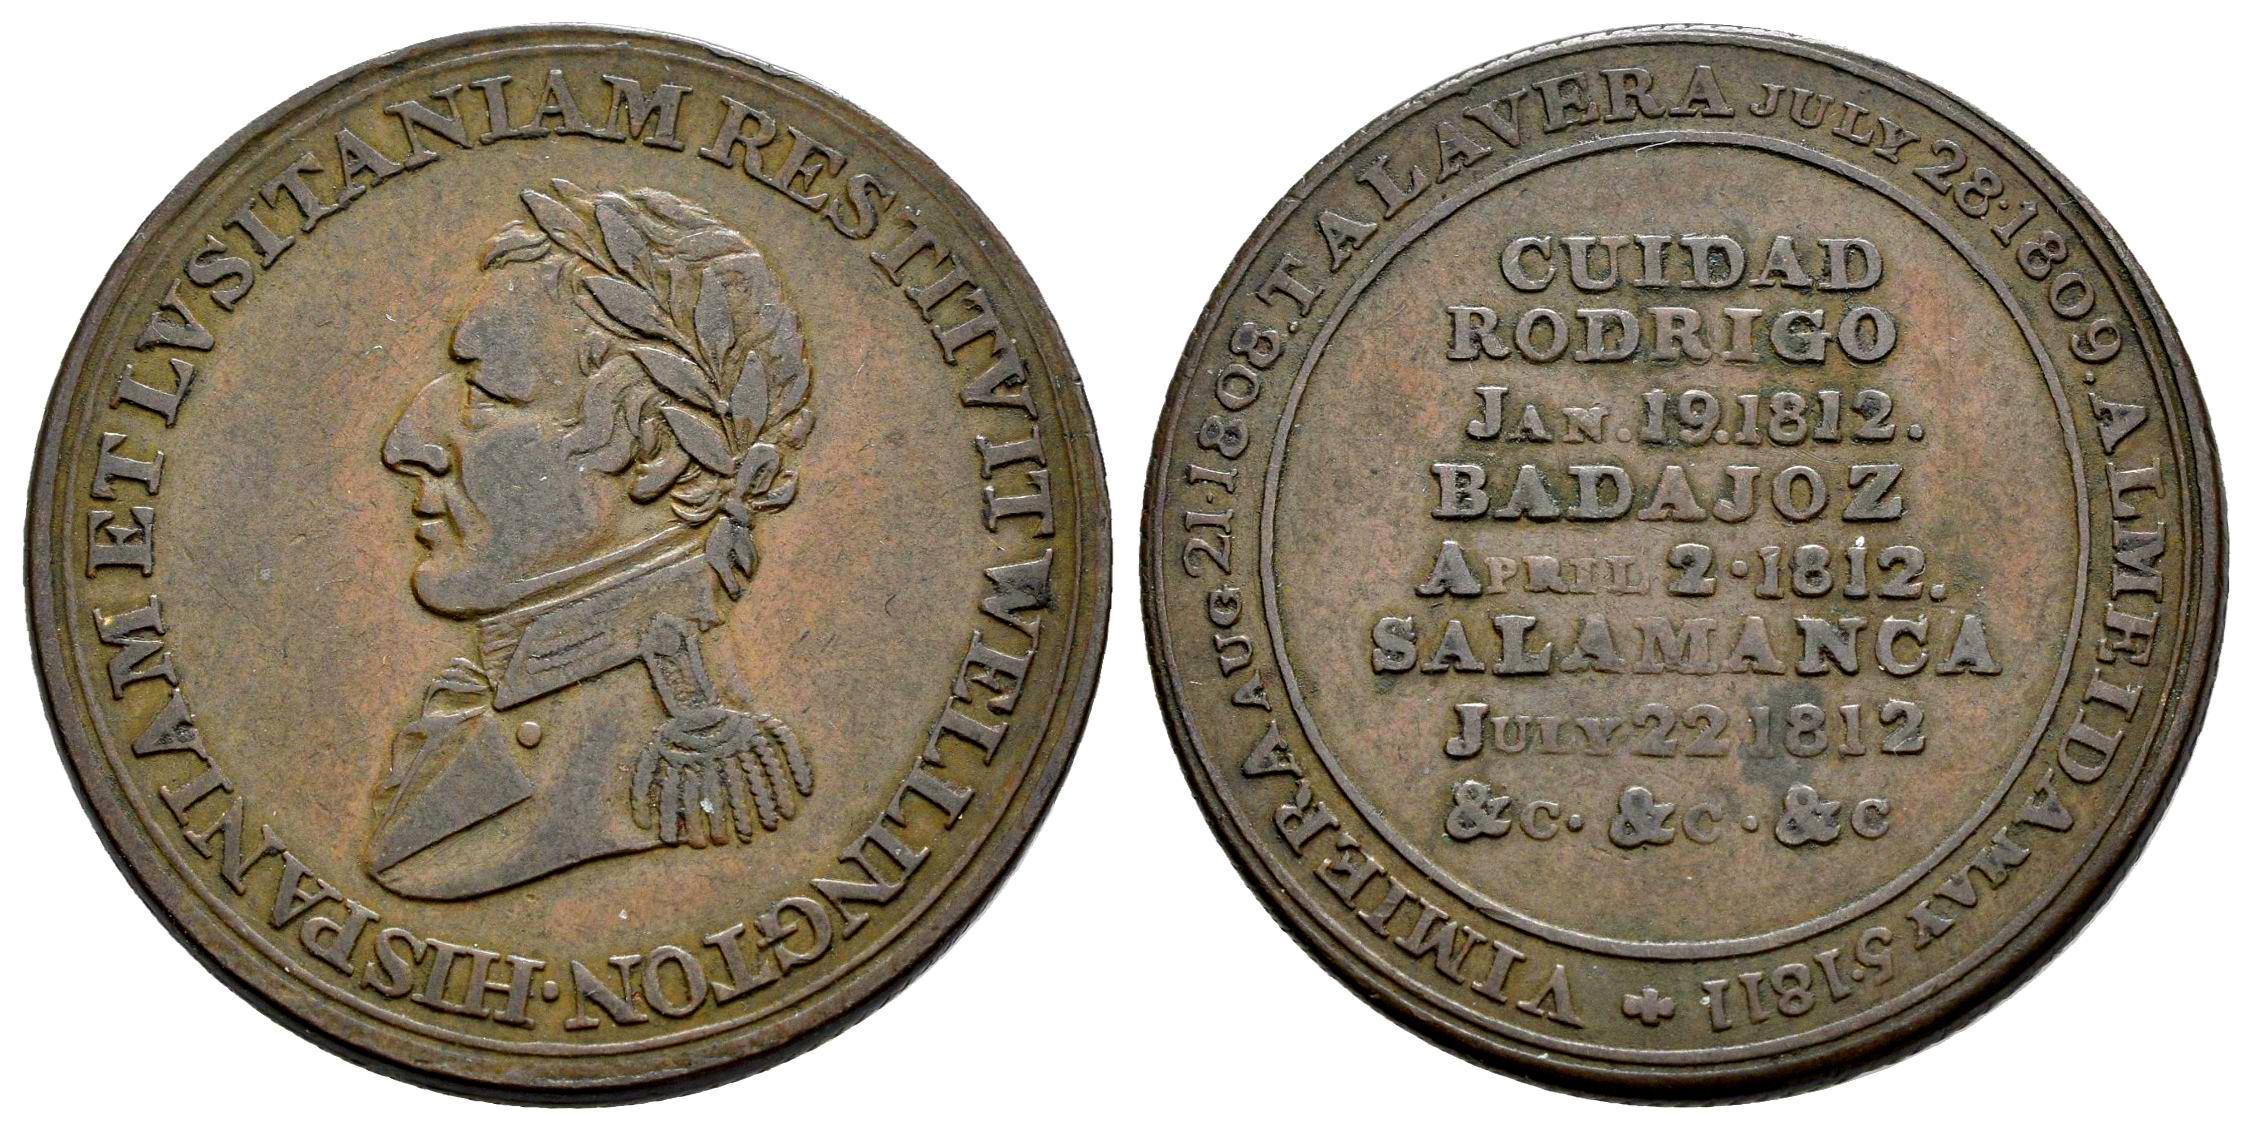 HISPANIAM ET LVSITANIAM RESTITVIT WELLINGTON ·
VIMIERA AUG 21·1808. TALAVERA JULY 28·1809. ALMEIDA MAY 5·1811
CUIDAD
RODRIGO
JAN. 19.1812.
BADAJOZ
APRIL 2·1812.
SALAMANCA
JULY 22 1812
&C· &C· &C